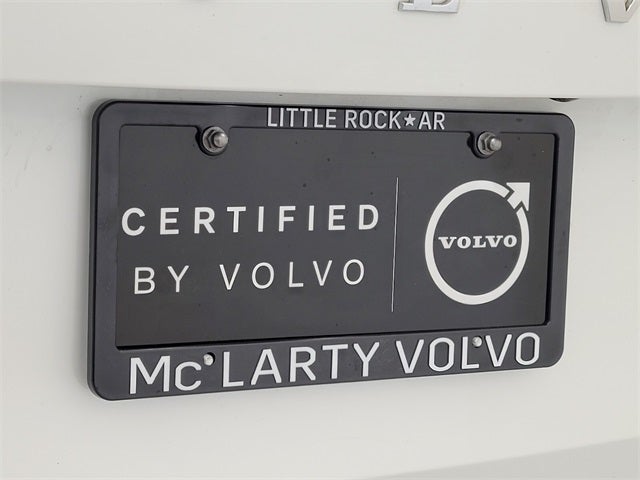 LITTLE ROCK★AR
CERTIFIED
BY VOLVO
VOLVO
McLARTY VOLVO